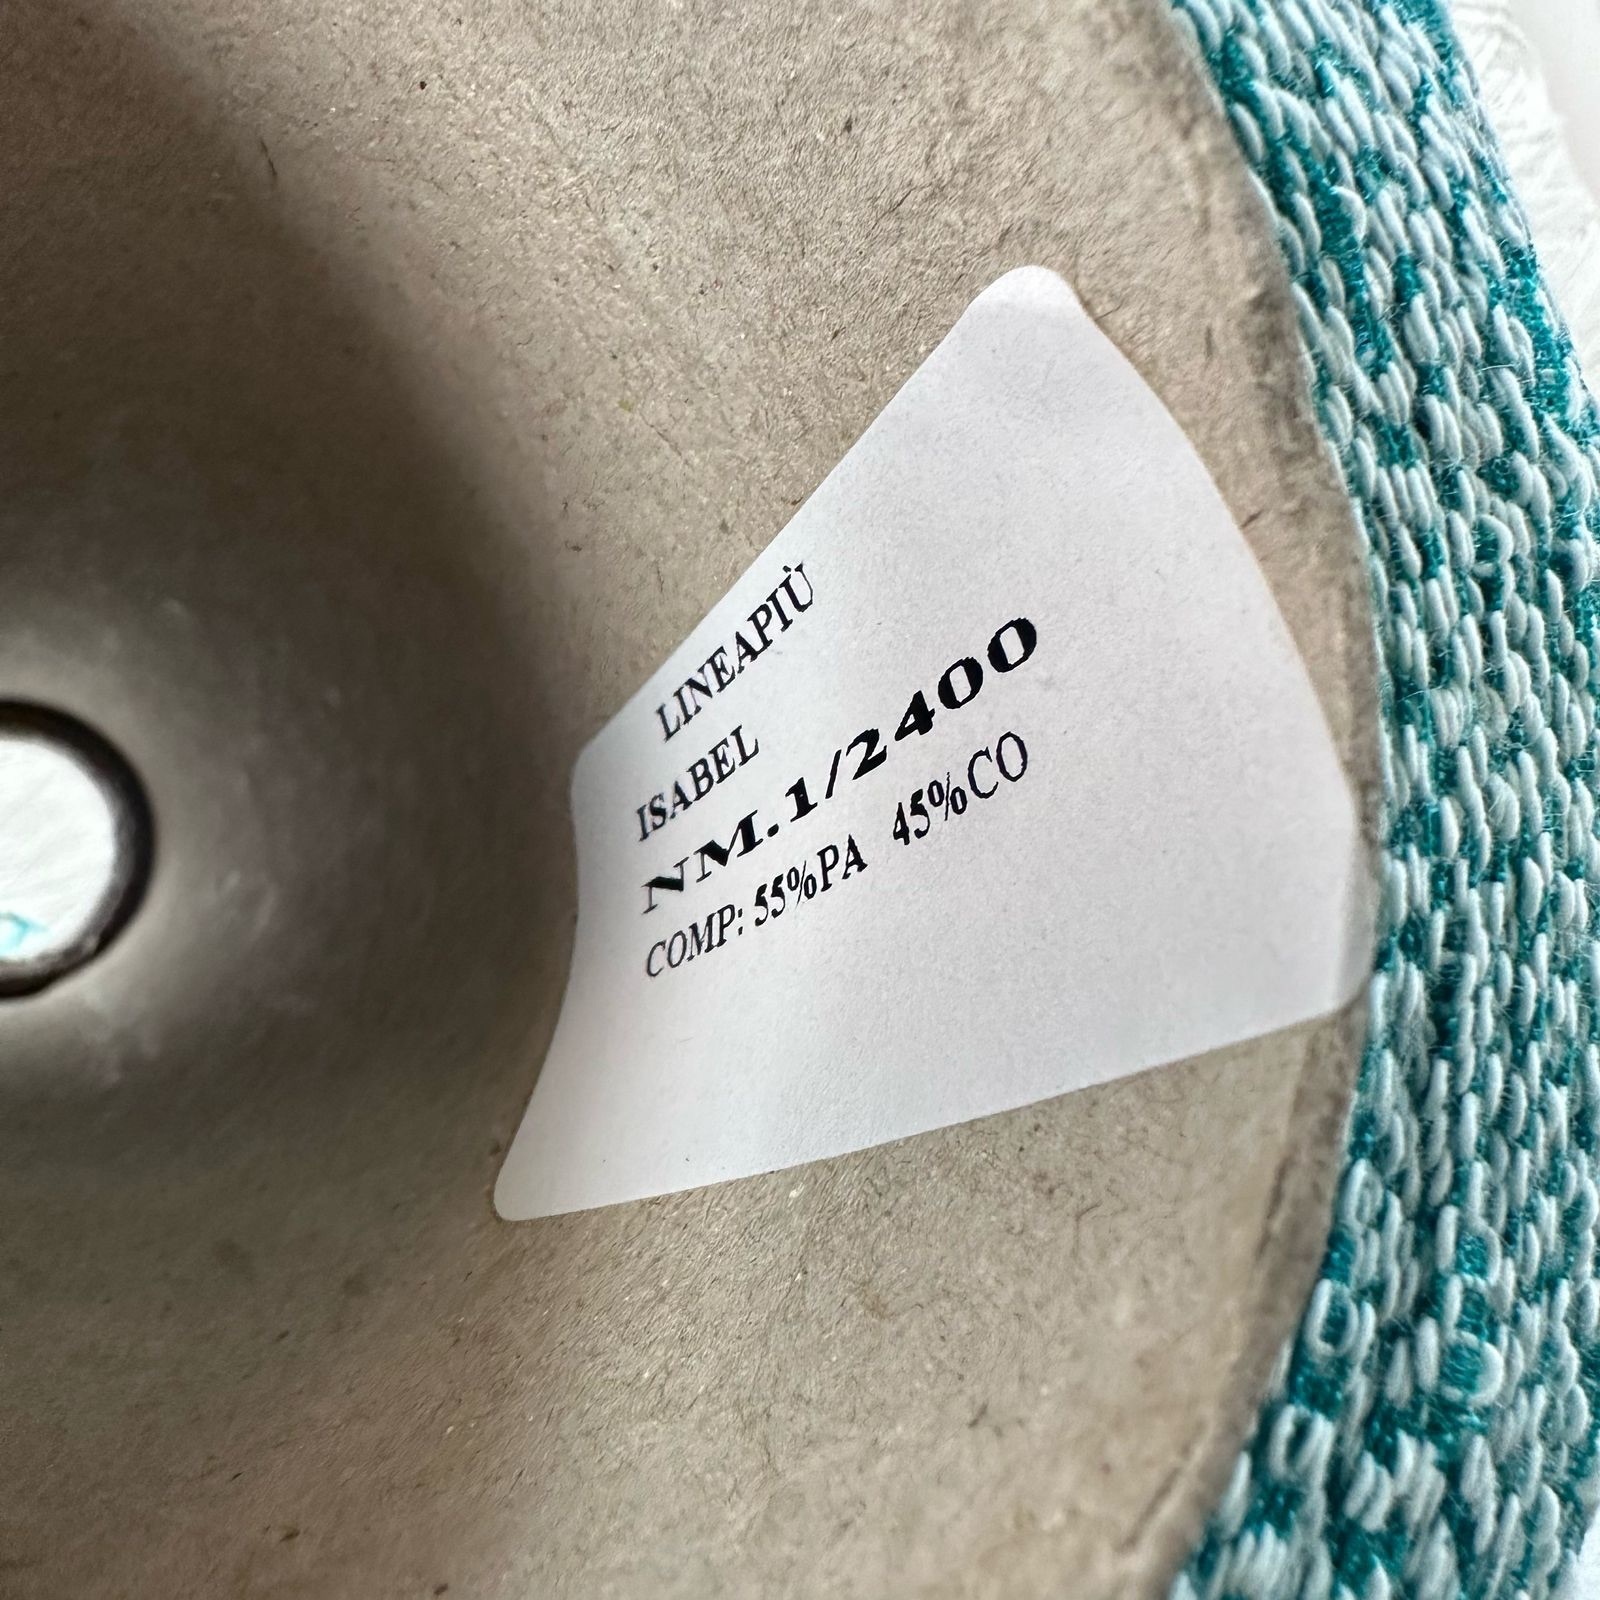 LINEAPIÙ
ISABEL
NM.1/2400
COMP: 55%PA 45%CO